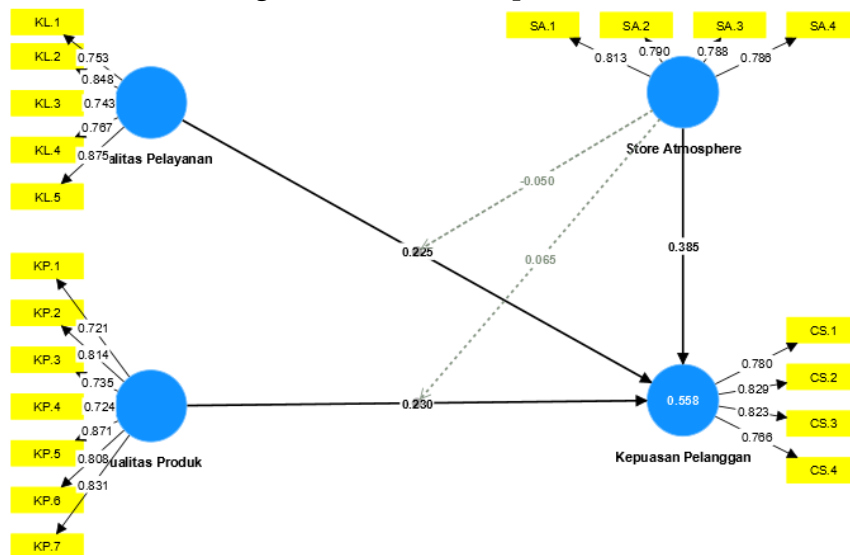 KL.1
KL.2
KL.3
KL.4
KL.5
0.753
0.848
0.743
0.767
0.875
alitas Pelayanan
SA.1
SA.2
SA.3
SA.4
0.813
0.790
0.788
0.786
Store Atmosphere
-0.050
0.065
0.225
0.385
KP.1
KP.2
KP.3
KP.4
KP.5
KP.6
KP.7
0.721
0.814
0.735
0.724
0.871
0.808
0.831
ualitas Produk
0.230
0.558
Kepuasan Pelanggan
CS.1
CS.2
CS.3
CS.4
0.780
0.829
0.823
0.766